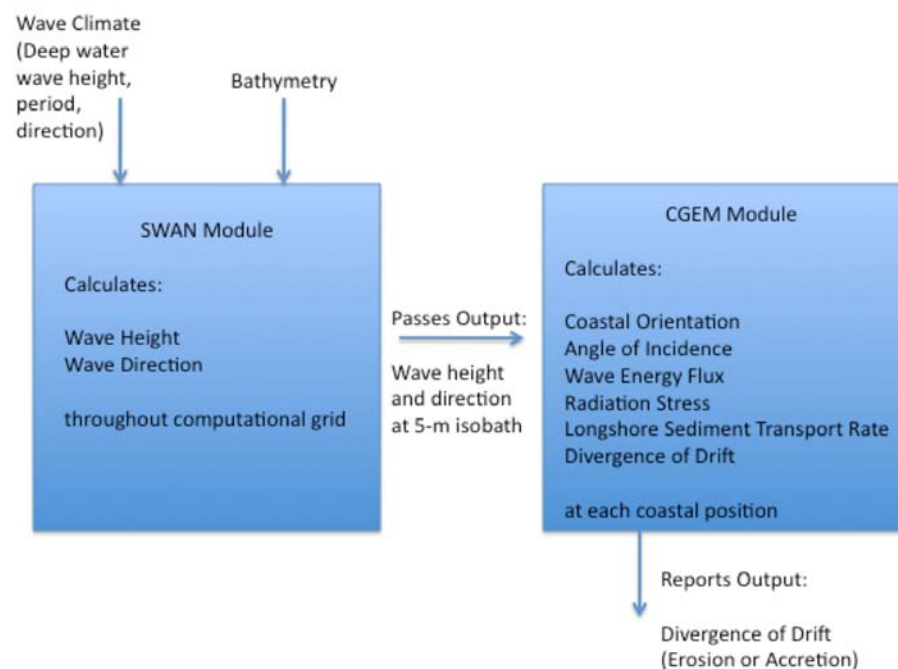 Wave Climate
(Deep water
wave height,
period,
direction)
Bathymetry
SWAN Module
Calculates:
Wave Height
Wave Direction
throughout computational grid
Passes Output:
Wave height
and direction
at 5-m isobath
CGEM Module
Calculates:
Coastal Orientation
Angle of Incidence
Wave Energy Flux
Radiation Stress
Longshore Sediment Transport Rate
Divergence of Drift
at each coastal position
Reports Output:
Divergence of Drift
(Erosion or Accretion)